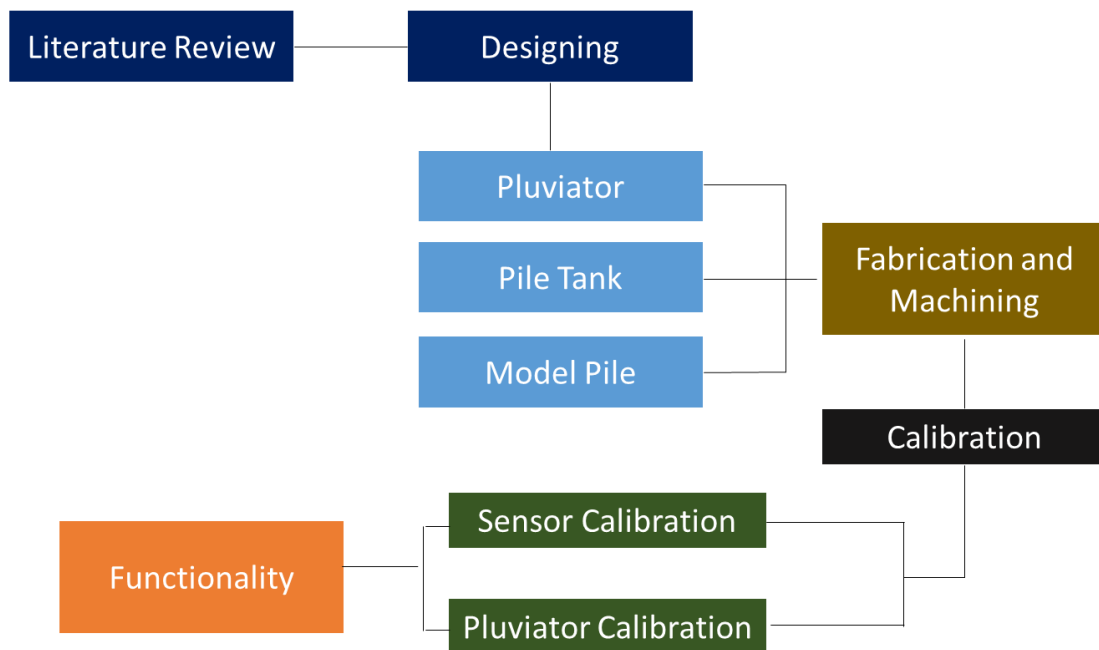 Literature Review
Designing
Pluviator
Pile Tank
Model Pile
Fabrication and
Machining
Calibration
Sensor Calibration
Pluviator Calibration
Functionality